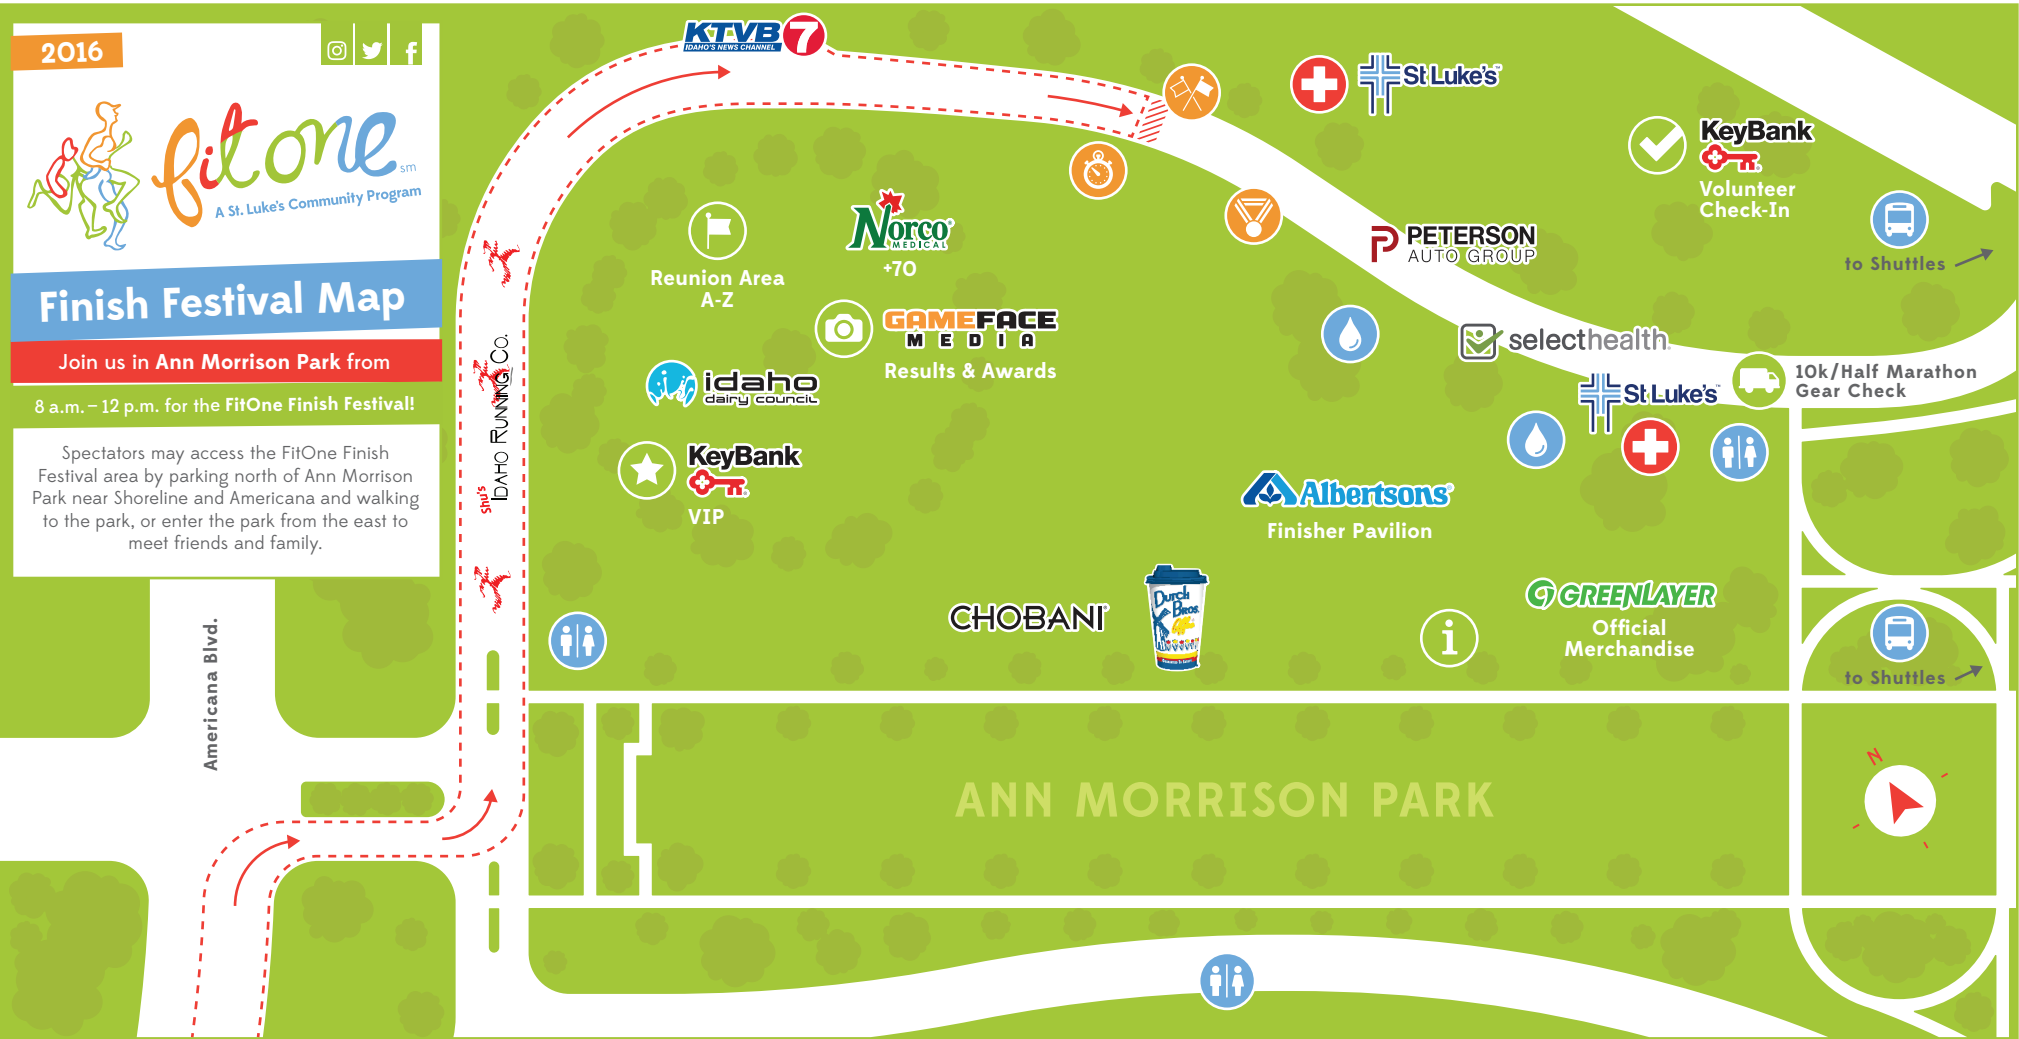 2016
fitone
SM
A St. Luke's Community Program
Finish Festival Map
Join us in Ann Morrison Park from
8 a.m. – 12 p.m. for the FitOne Finish Festival!
Spectators may access the FitOne Finish
Festival area by parking north of Ann Morrison
Park near Shoreline and Americana and walking
to the park, or enter the park from the east to
meet friends and family.
Americana Blvd.
Shu's
IDAHO RUNNING Co.
KTVB 7
IDAHO'S NEWS CHANNEL
St Luke's™
KeyBank
Volunteer
Check-In
to Shuttles
Reunion Area
A-Z
Norco®
MEDICAL
+70
GAMEFACE
MEDIA
Results & Awards
idaho
dairy council
KeyBank
VIP
PETERSON
AUTO GROUP
selecthealth.
St Luke's™
10k/Half Marathon
Gear Check
Albertsons®
Finisher Pavilion
CHOBANI®
Dutch
Bros.
i
GREENLAYER
Official
Merchandise
to Shuttles
ANN MORRISON PARK
N